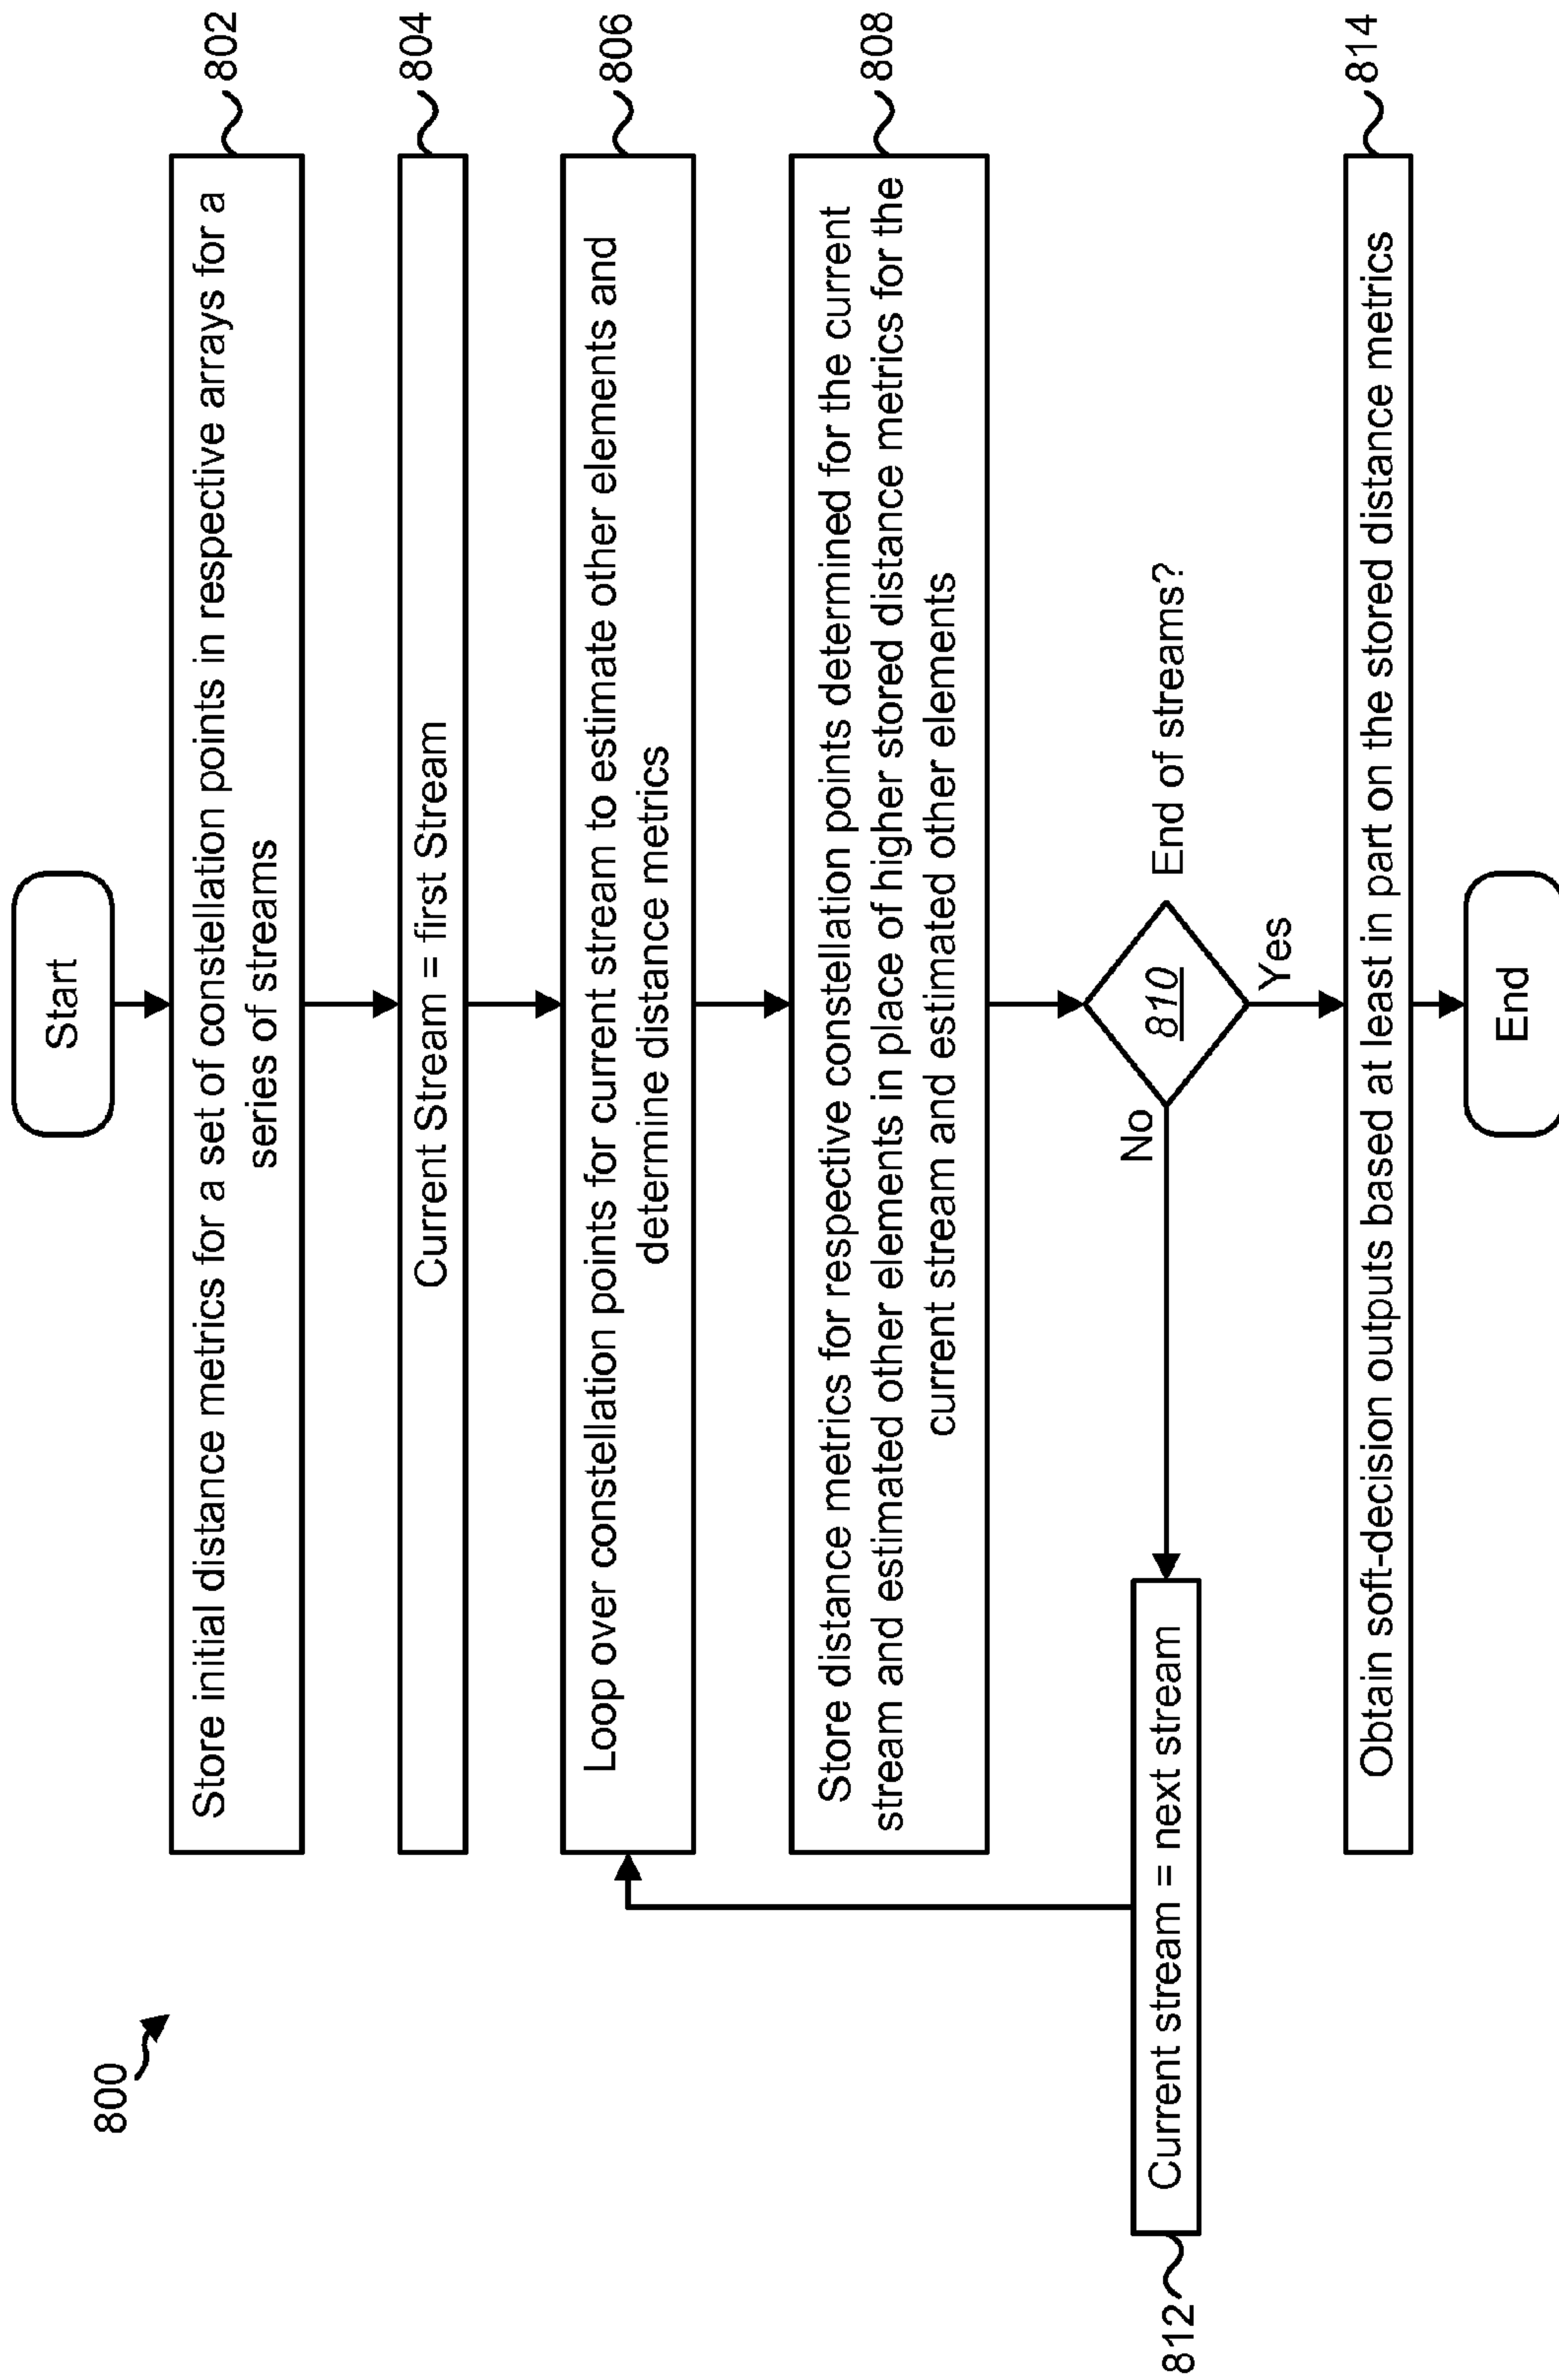 800
Start
Store initial distance metrics for a set of constellation points in respective arrays for a
series of streams
802
Current Stream = first Stream
804
Loop over constellation points for current stream to estimate other elements and
determine distance metrics
806
Store distance metrics for respective constellation points determined for the current
stream and estimated other elements in place of higher stored distance metrics for the
current stream and estimated other elements
808
810
End of streams?
No
Yes
Current stream = next stream
812
Obtain soft-decision outputs based at least in part on the stored distance metrics
814
End